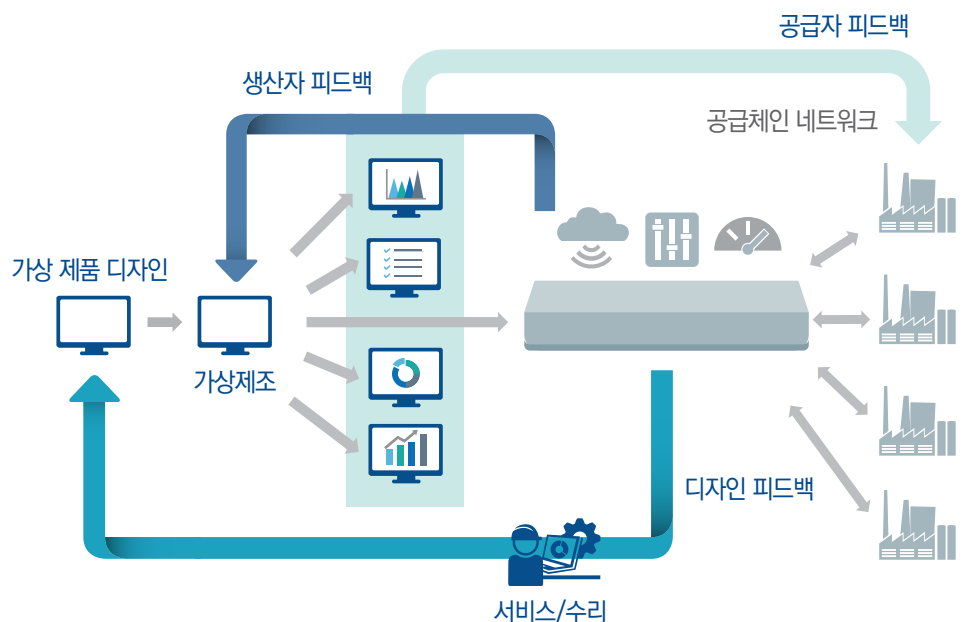 공급자 피드백
생산자 피드백
공급체인 네트워크
가상 제품 디자인
가상제조
디자인 피드백
서비스/수리